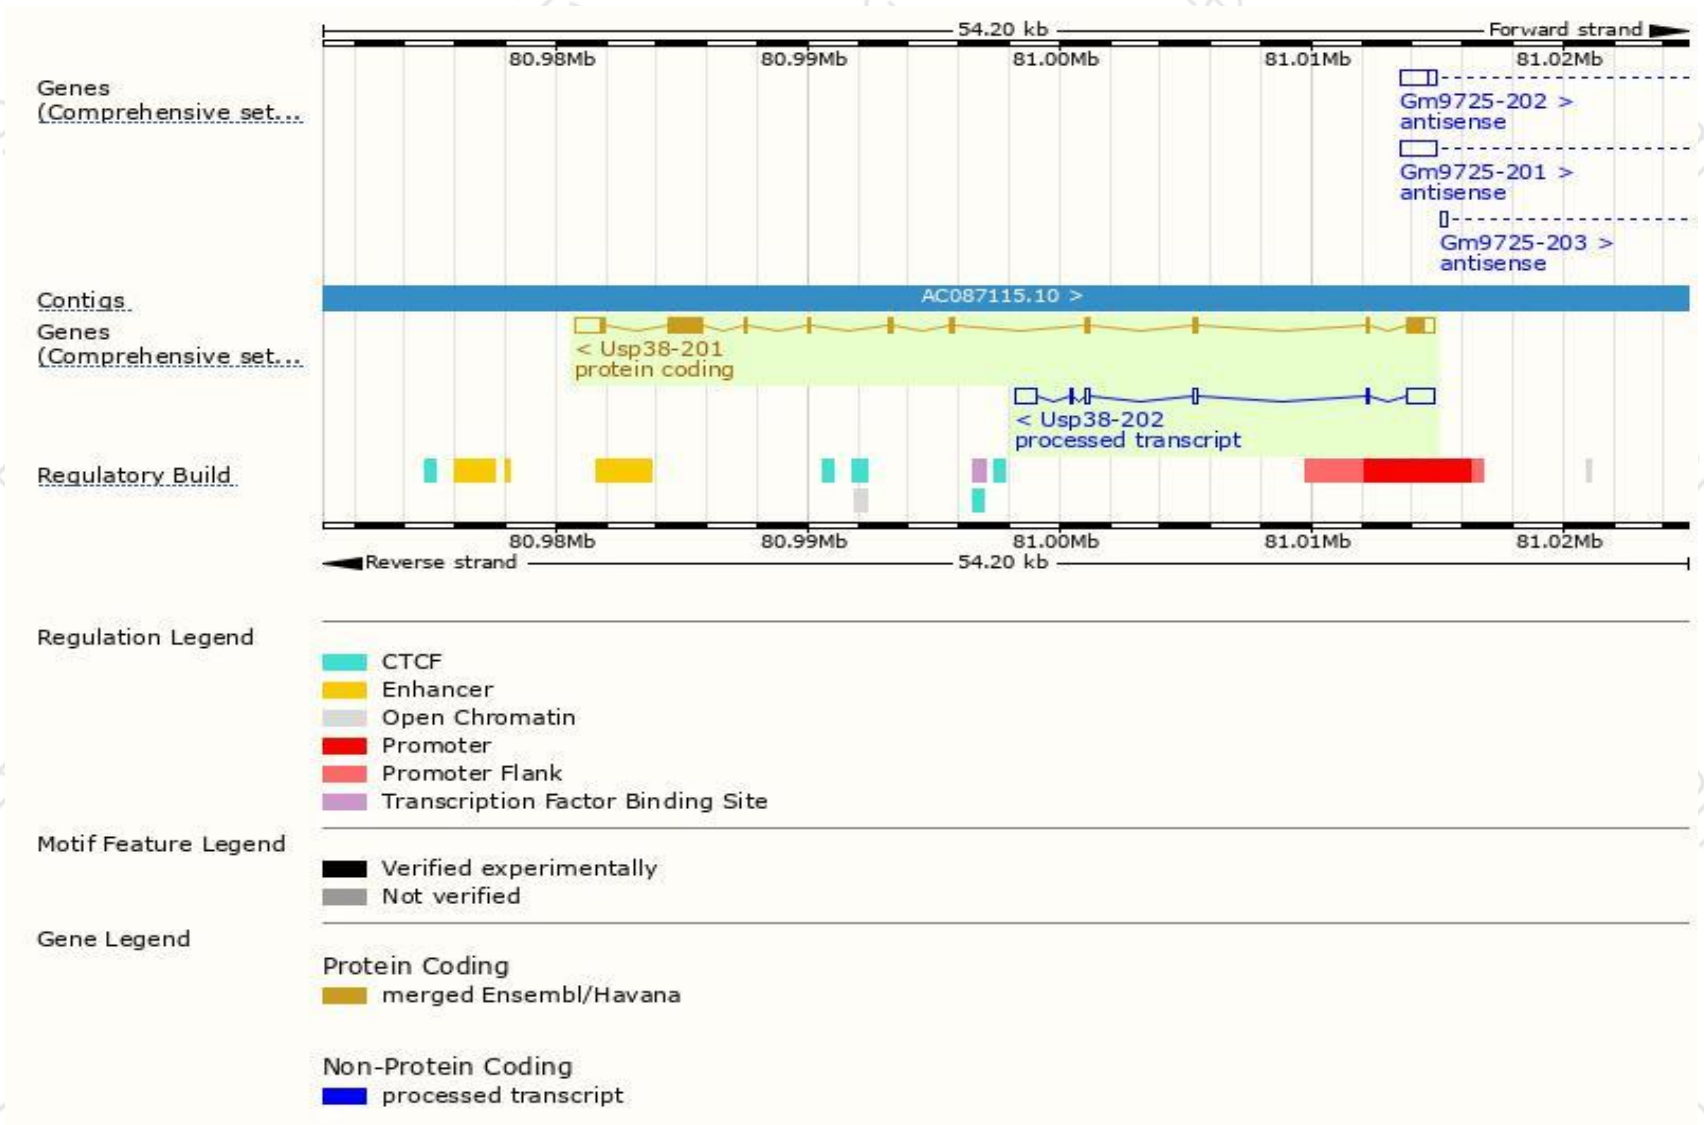 54.20 kb
Forward strand
80.98Mb 80.99Mb 81.00Mb 81.01Mb 81.02Mb
Genes
(Comprehensive set...
Gm9725-202 >
antisense
Gm9725-201 >
antisense
Gm9725-203 >
antisense
Contigs
AC087115.10 >
Genes
(Comprehensive set...
< Usp38-201
protein coding
< Usp38-202
processed transcript
Regulatory Build
80.98Mb 80.99Mb 81.00Mb 81.01Mb 81.02Mb
Reverse strand
54.20 kb
Regulation Legend
CTCF
Enhancer
Open Chromatin
Promoter
Promoter Flank
Transcription Factor Binding Site
Motif Feature Legend
Verified experimentally
Not verified
Gene Legend
Protein Coding
merged Ensembl/Havana
Non-Protein Coding
processed transcript